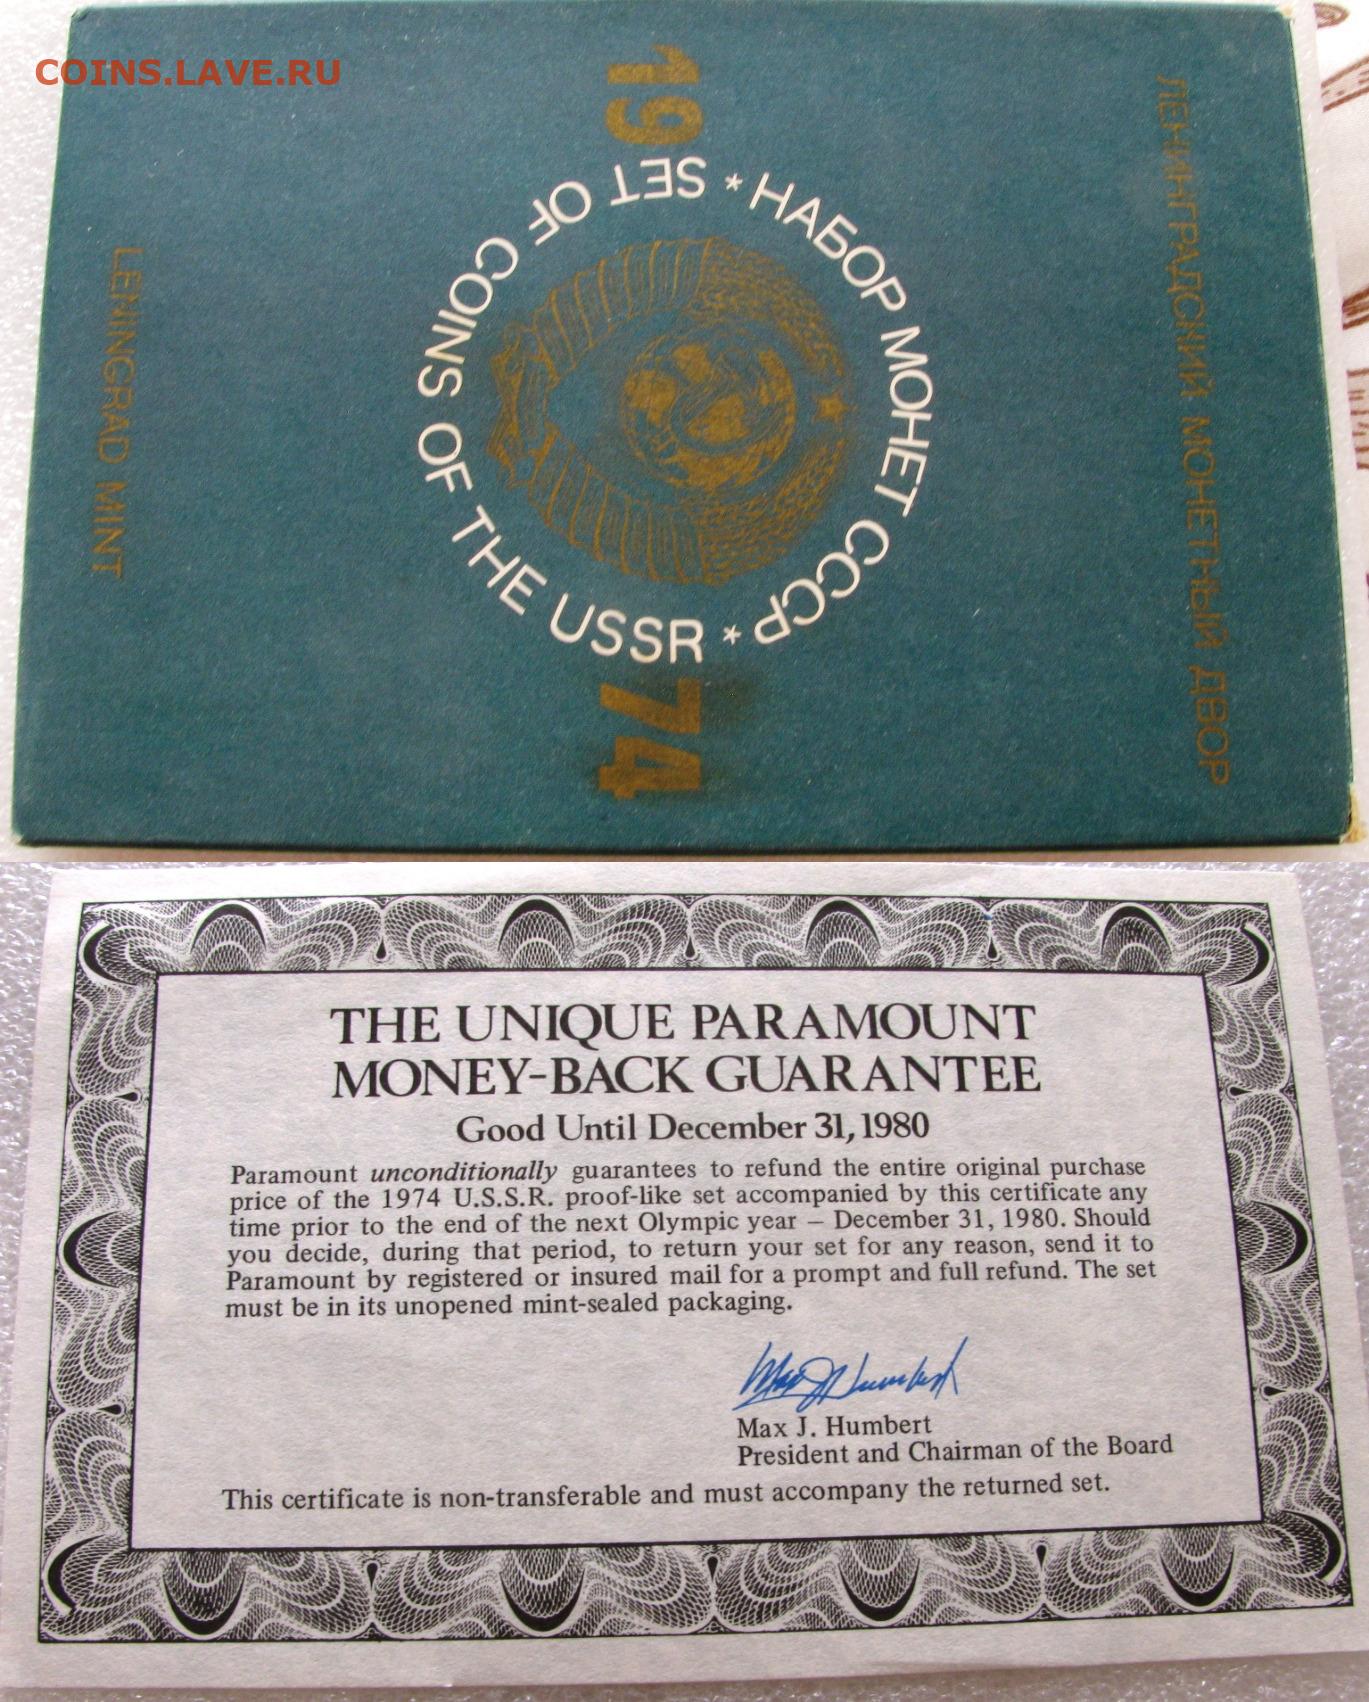 COINS.LAVE.RU
ЛЕНИНГРАДСКИЙ МОНЕТНЫЙ ДВОР
19
* НАБОР МОНЕТ СССР *
SET OF COINS OF THE USSR
74
LENINGRAD MINT
THE UNIQUE PARAMOUNT
MONEY-BACK GUARANTEE
Good Until December 31, 1980
Paramount unconditionally guarantees to refund the entire original purchase
price of the 1974 U.S.S.R. proof-like set accompanied by this certificate any
time prior to the end of the next Olympic year – December 31, 1980. Should
you decide, during that period, to return your set for any reason, send it to
Paramount by registered or insured mail for a prompt and full refund. The set
must be in its unopened mint-sealed packaging.
Max J. Humbert
Max J. Humbert
President and Chairman of the Board
This certificate is non-transferable and must accompany the returned set.